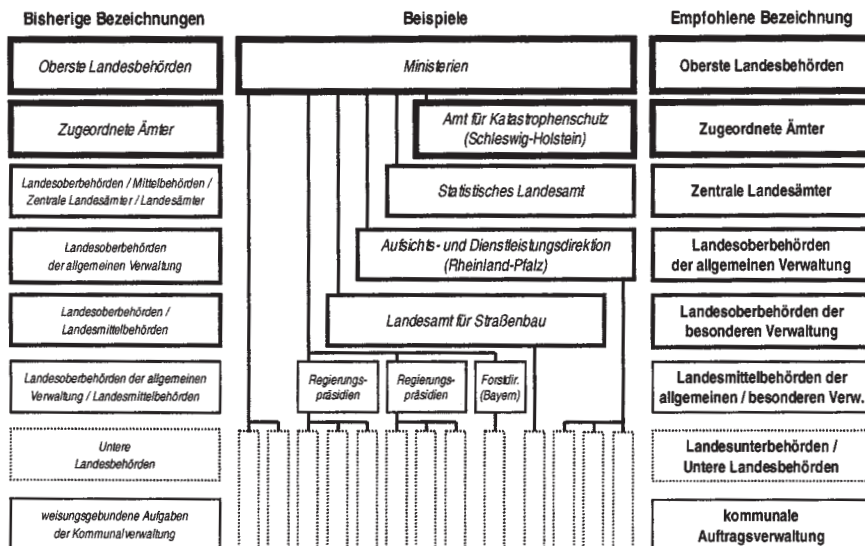 Bisherige Bezeichnungen
Beispiele
Empfohlene Bezeichnung
Oberste Landesbehörden
Ministerien
Oberste Landesbehörden
Zugeordnete Ämter
Amt für Katastrophenschutz
(Schleswig-Holstein)
Zugeordnete Ämter
Landesoberbehörden / Mittelbehörden /
Zentrale Landesämter / Landesämter
Statistisches Landesamt
Zentrale Landesämter
Landesoberbehörden
der allgemeinen Verwaltung
Aufsichts- und Dienstleistungsdirektion
(Rheinland-Pfalz)
Landesoberbehörden
der allgemeinen Verwaltung
Landesoberbehörden /
Landesmittelbehörden
Landesamt für Straßenbau
Landesoberbehörden der
besonderen Verwaltung
Landesoberbehörden der allgemeinen
Verwaltung / Landesmittelbehörden
Regierungs-
präsidien
Regierungs-
präsidien
Forstdir.
(Bayern)
Landesmittelbehörden der
allgemeinen / besonderen Verw.
Untere
Landesbehörden
Landesunterbehörden /
Untere Landesbehörden
weisungsgebundene Aufgaben
der Kommunalverwaltung
kommunale
Auftragsverwaltung